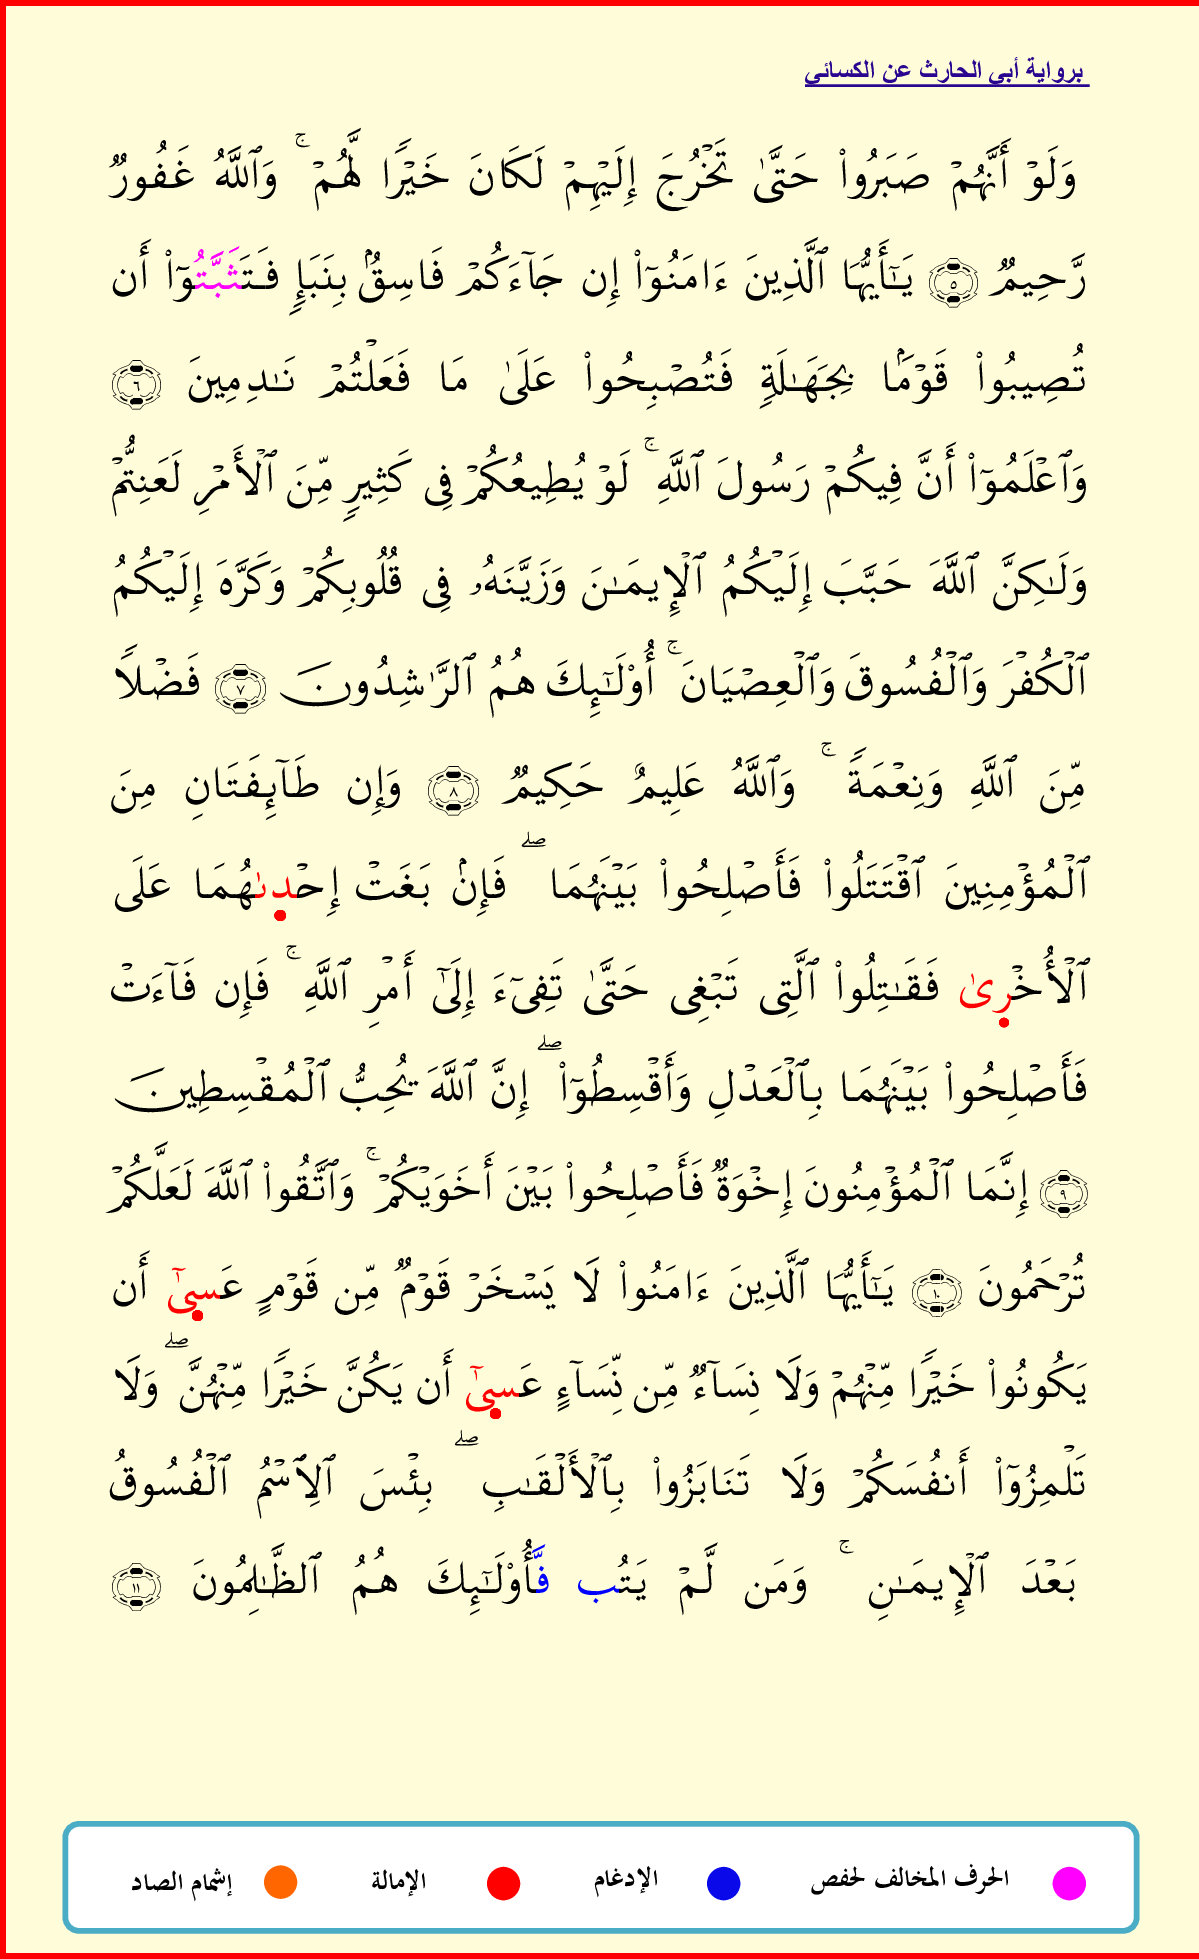 برواية أبي الحارث عن الكسائي
وَلَوۡ أَنَّهُمۡ صَبَرُواْ حَتَّىٰ تَخۡرُجَ إِلَيۡهِمۡ لَكَانَ خَيۡرٗا لَّهُمۡۚ وَٱللَّهُ غَفُورٞ
رَّحِيمٞ ٥ يَـٰٓأَيُّهَا ٱلَّذِينَ ءَامَنُوٓاْ إِن جَآءَكُمۡ فَاسِقُۢ بِنَبَإٖ فَتَثَبَّتُوٓاْ أَن
تُصِيبُواْ قَوۡمَۢا بِجَهَـٰلَةٖ فَتُصۡبِحُواْ عَلَىٰ مَا فَعَلۡتُمۡ نَـٰدِمِينَ ٦
وَٱعۡلَمُوٓاْ أَنَّ فِيكُمۡ رَسُولَ ٱللَّهِۚ لَوۡ يُطِيعُكُمۡ فِى كَثِيرٖ مِّنَ ٱلۡأَمۡرِ لَعَنِتُّمۡ
وَلَـٰكِنَّ ٱللَّهَ حَبَّبَ إِلَيۡكُمُ ٱلۡإِيمَـٰنَ وَزَيَّنَهُۥ فِى قُلُوبِكُمۡ وَكَرَّهَ إِلَيۡكُمُ
ٱلۡكُفۡرَ وَٱلۡفُسُوقَ وَٱلۡعِصۡيَانَۚ أُوْلَـٰٓئِكَ هُمُ ٱلرَّٰشِدُونَ ٧ فَضۡلٗا
مِّنَ ٱللَّهِ وَنِعۡمَةٗۚ وَٱللَّهُ عَلِيمٌ حَكِيمٞ ٨ وَإِن طَآئِفَتَانِ مِنَ
ٱلۡمُؤۡمِنِينَ ٱقۡتَتَلُواْ فَأَصۡلِحُواْ بَيۡنَهُمَاۖ فَإِنۢ بَغَتۡ إِحۡدىٰهُمَا عَلَى
ٱلۡأُخۡرىٰ فَقَـٰتِلُواْ ٱلَّتِى تَبۡغِى حَتَّىٰ تَفِىٓءَ إِلَىٰٓ أَمۡرِ ٱللَّهِۚ فَإِن فَآءَتۡ
فَأَصۡلِحُواْ بَيۡنَهُمَا بِٱلۡعَدۡلِ وَأَقۡسِطُوٓاْۖ إِنَّ ٱللَّهَ يُحِبُّ ٱلۡمُقۡسِطِينَ
٩ إِنَّمَا ٱلۡمُؤۡمِنُونَ إِخۡوَةٞ فَأَصۡلِحُواْ بَيۡنَ أَخَوَيۡكُمۡۚ وَٱتَّقُواْ ٱللَّهَ لَعَلَّكُمۡ
تُرۡحَمُونَ ١٠ يَـٰٓأَيُّهَا ٱلَّذِينَ ءَامَنُواْ لَا يَسۡخَرۡ قَوۡمٞ مِّن قَوۡمٍ عَسىٰٓ أَن
يَكُونُواْ خَيۡرٗا مِّنۡهُمۡ وَلَا نِسَآءٞ مِّن نِّسَآءٍ عَسىٰٓ أَن يَكُنَّ خَيۡرٗا مِّنۡهُنَّۖ وَلَا
تَلۡمِزُوٓاْ أَنفُسَكُمۡ وَلَا تَنَابَزُواْ بِٱلۡأَلۡقَـٰبِۖ بِئۡسَ ٱلِٱسۡمُ ٱلۡفُسُوقُ
بَعۡدَ ٱلۡإِيمَـٰنِۚ وَمَن لَّمۡ يَتُب فَّأُوْلَـٰٓئِكَ هُمُ ٱلظَّـٰلِمُونَ ١١
الحرف المخالف لحفص الإدغام الإمالة إشمام الصاد